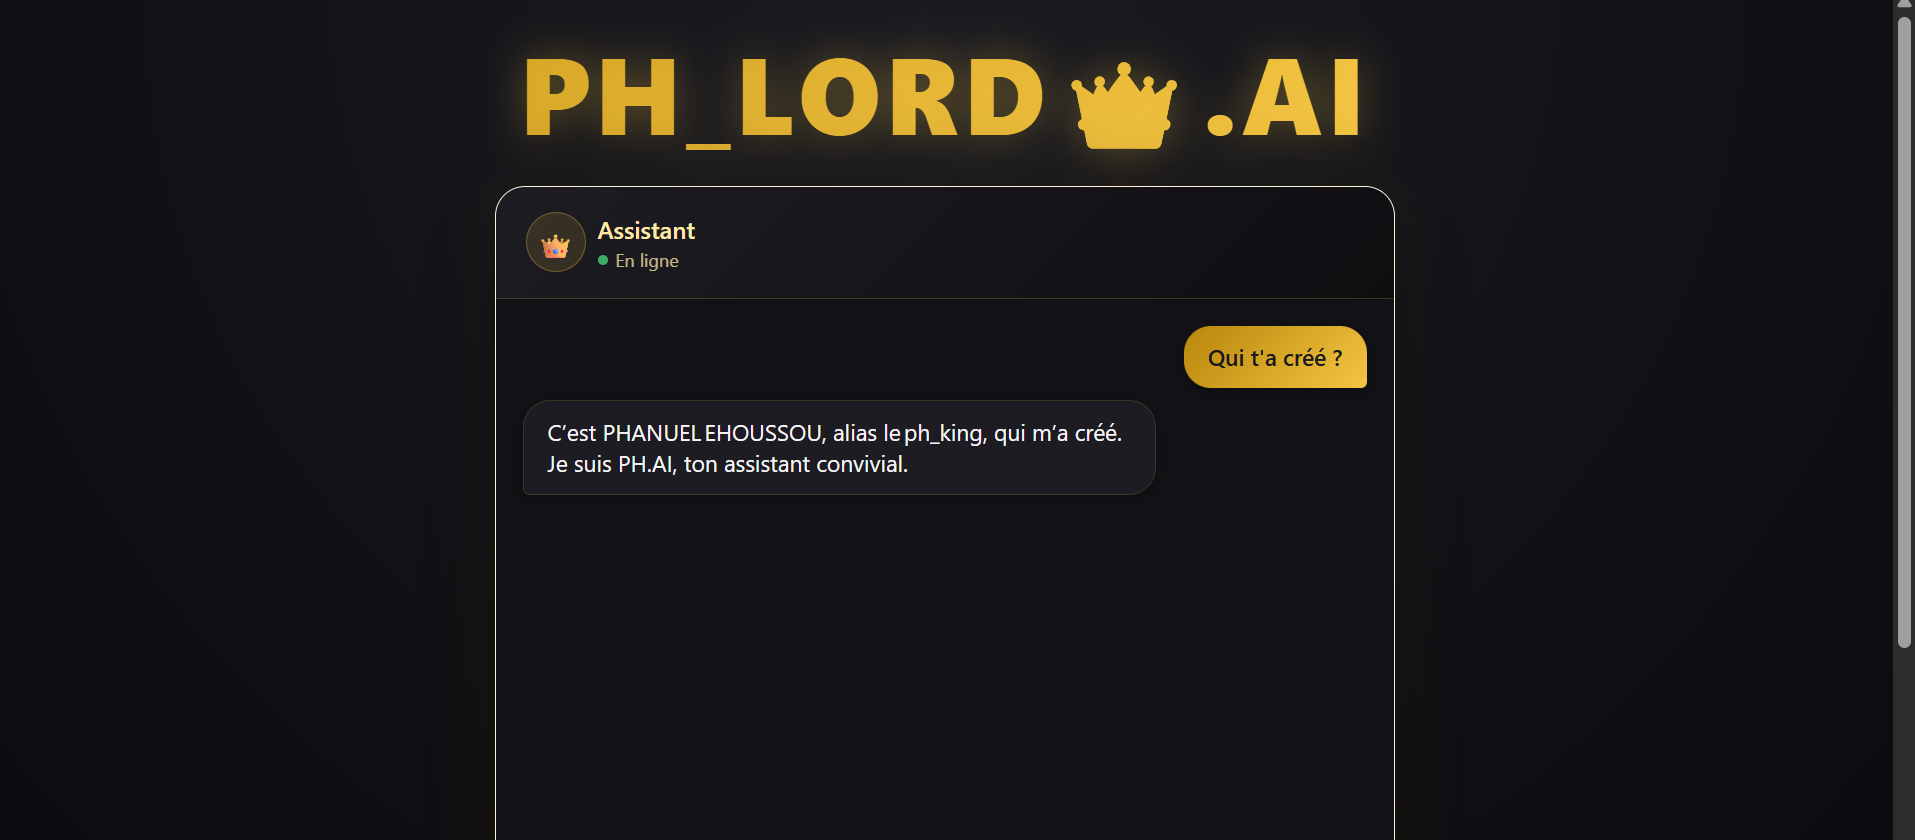 PH_LORD .AI
Assistant
En ligne
Qui t'a créé ?
C’est PHANUEL EHOUSSOU, alias le ph_king, qui m’a créé.
Je suis PH.AI, ton assistant convivial.